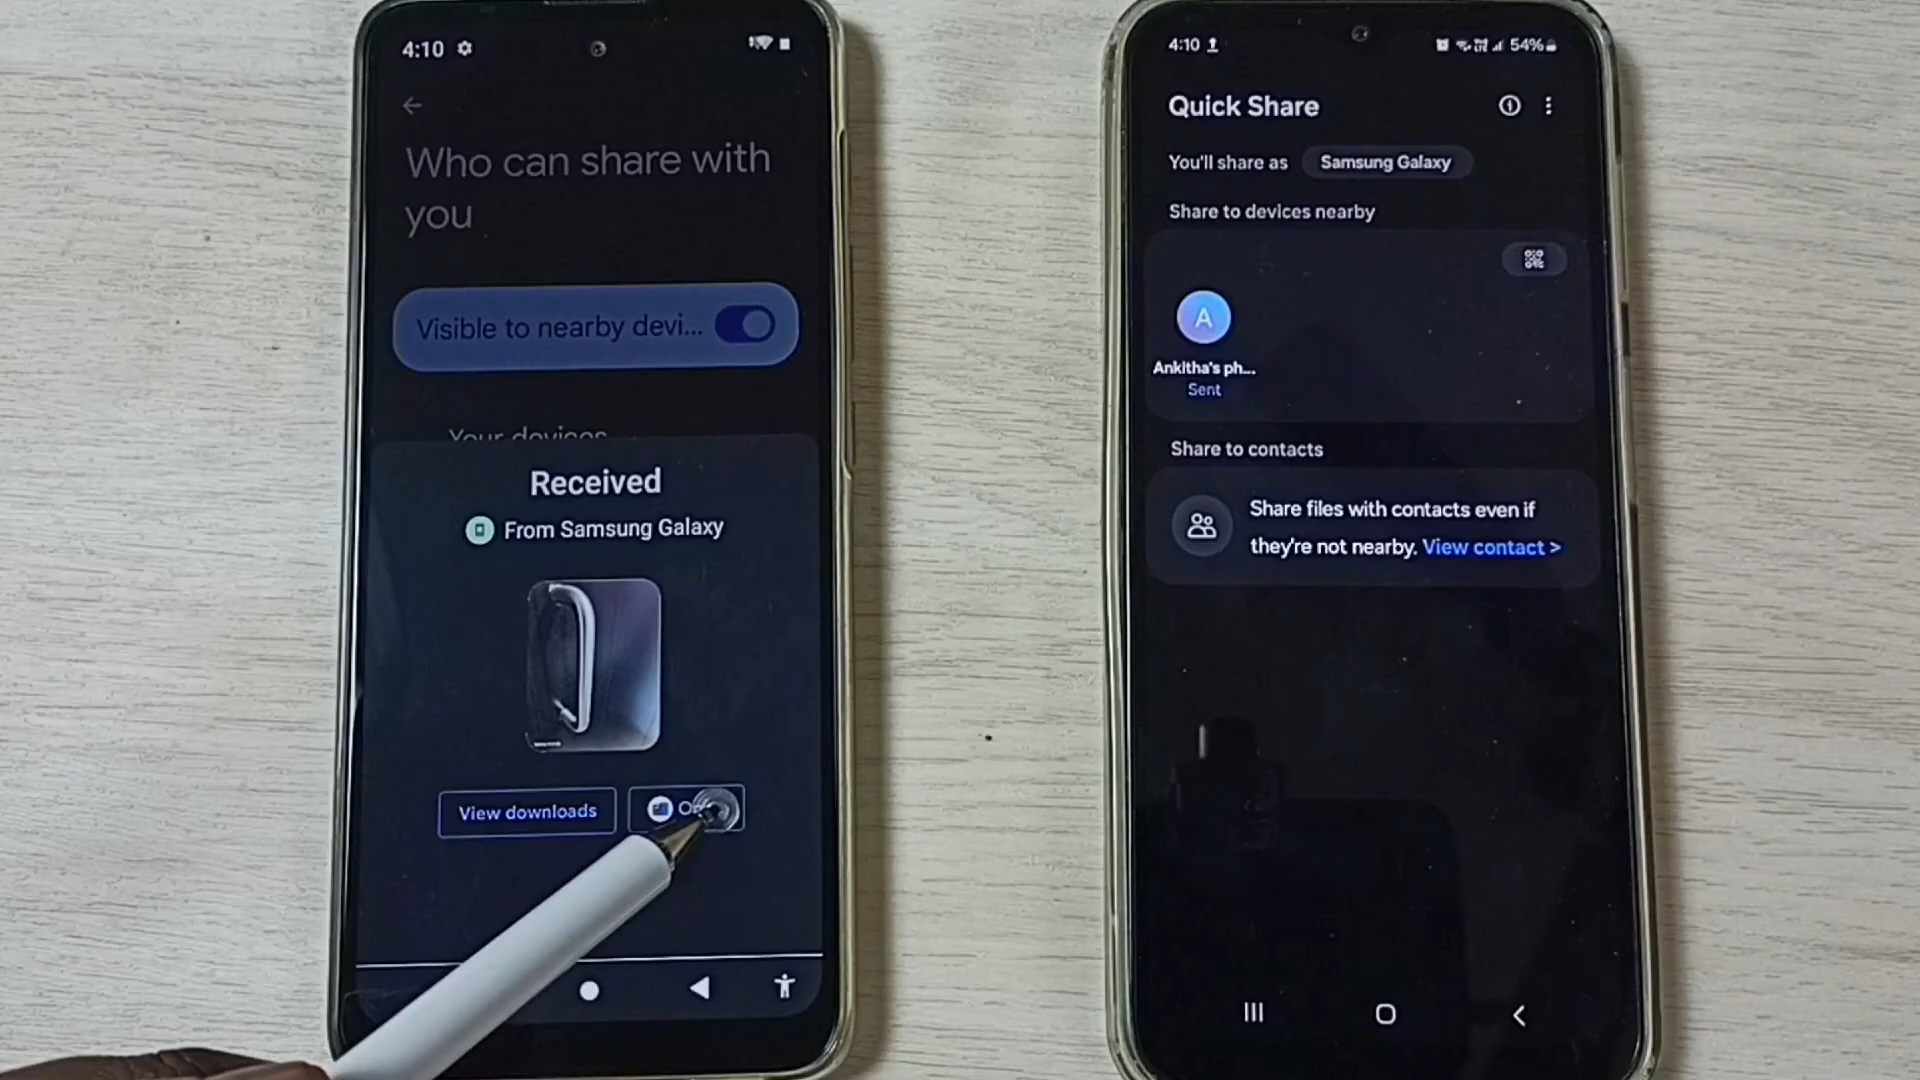 4:10
Who can share with
you
Visible to nearby devi...
Your devices
Received
From Samsung Galaxy
View downloads
4:10
54%
Quick Share
You'll share as Samsung Galaxy
Share to devices nearby
A
Ankitha's ph...
Sent
Share to contacts
Share files with contacts even if
they're not nearby. View contact >